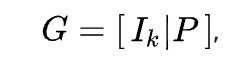 G = [ I_k | P ],